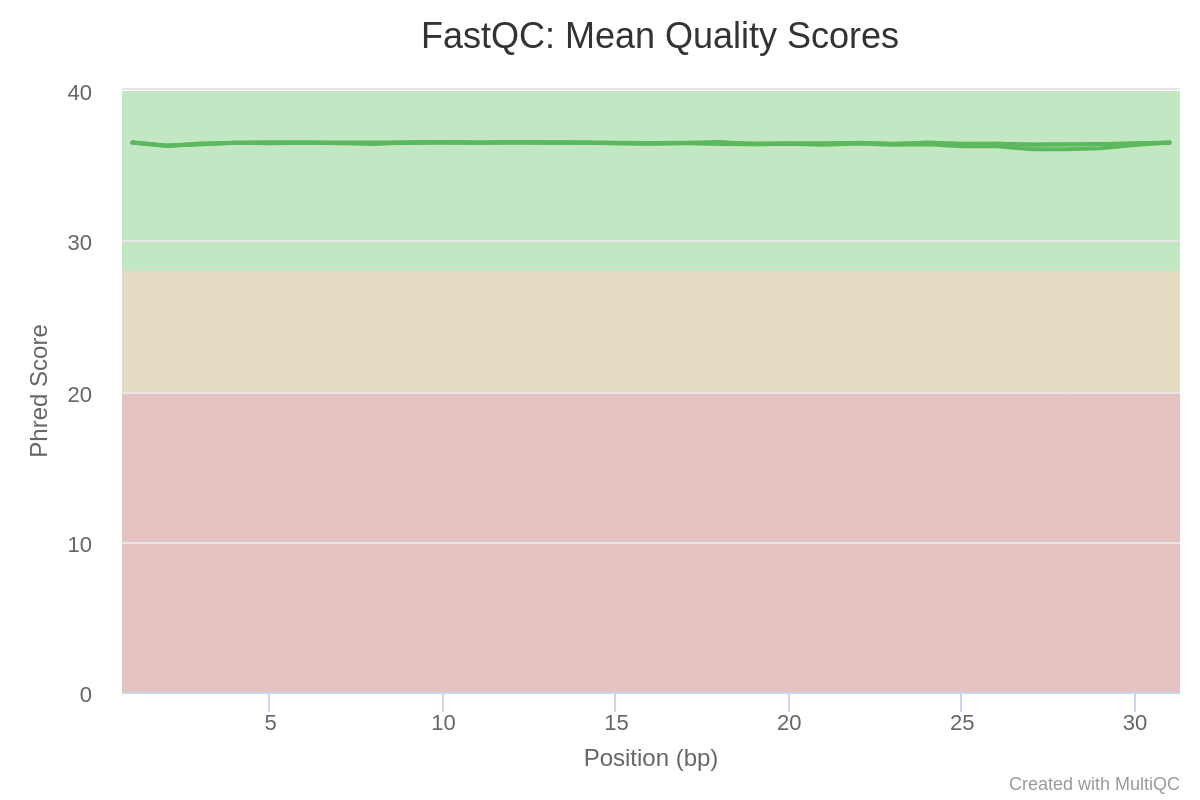 FastQC: Mean Quality Scores
40
30
20
10
0
Phred Score
5 10 15 20 25 30
Position (bp)
Created with MultiQC